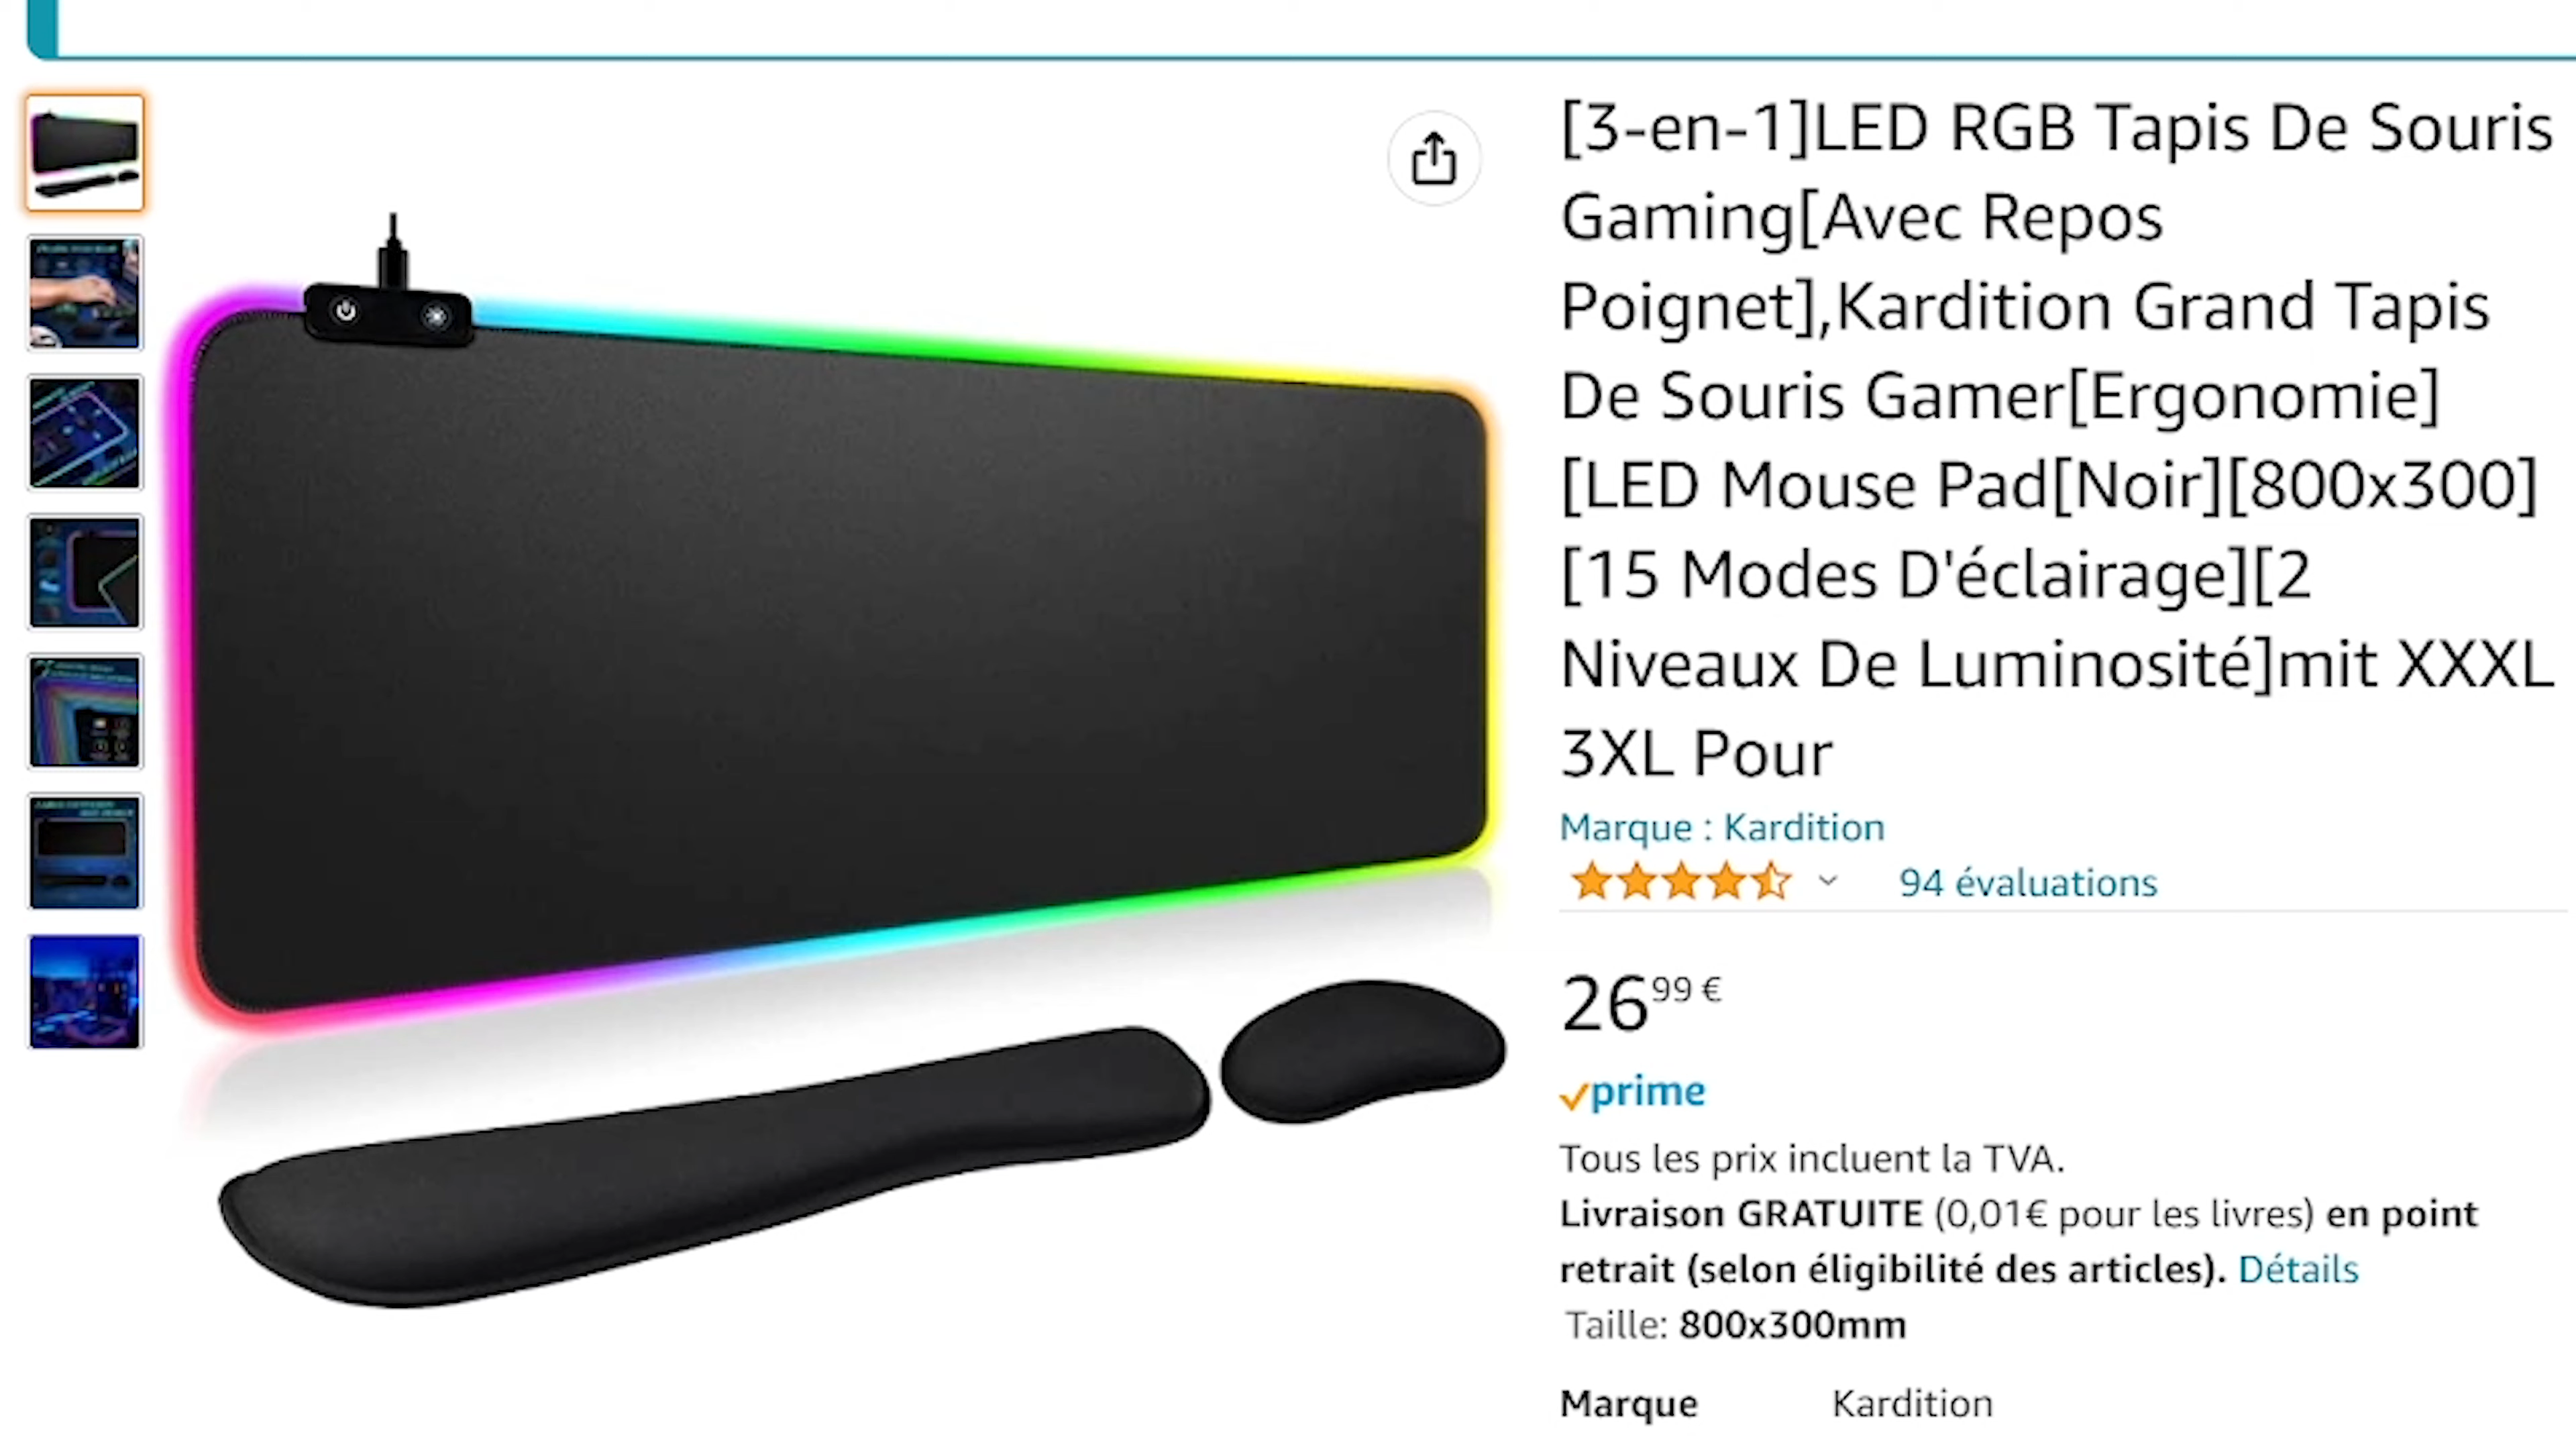 [3-en-1]LED RGB Tapis De Souris
Gaming[Avec Repos
Poignet],Kardition Grand Tapis
De Souris Gamer[Ergonomie]
[LED Mouse Pad[Noir][800x300]
[15 Modes D'éclairage][2
Niveaux De Luminosité]mit XXXL
3XL Pour
Marque : Kardition
94 évaluations
26⁹⁹ €
prime
Tous les prix incluent la TVA.
Livraison GRATUITE (0,01€ pour les livres) en point
retrait (selon éligibilité des articles). Détails
Taille: 800x300mm
Marque Kardition